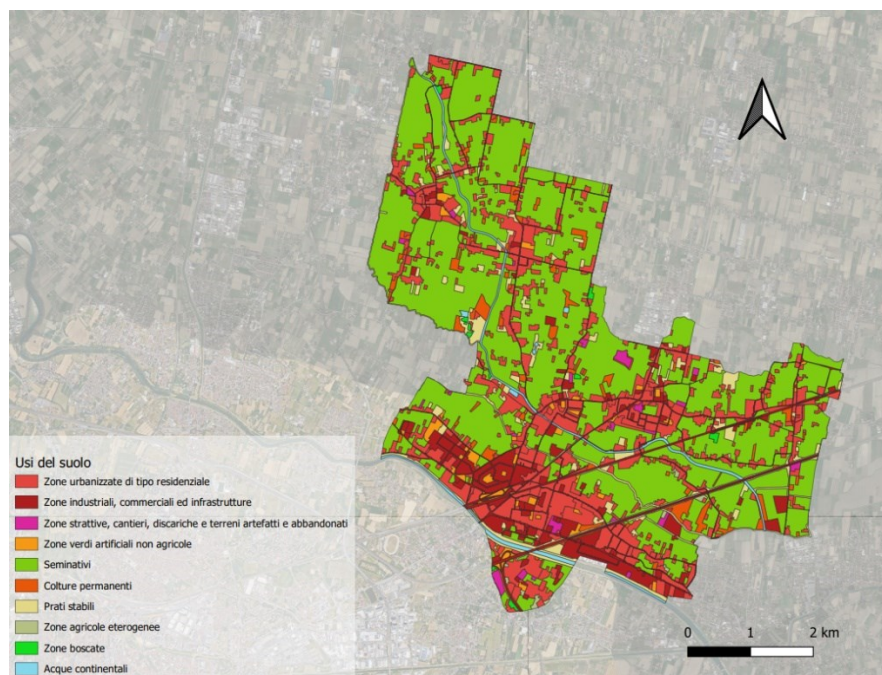 Usi del suolo
Zone urbanizzate di tipo residenziale
Zone industriali, commerciali ed infrastrutture
Zone strattive, cantieri, discariche e terreni artefatti e abbandonati
Zone verdi artificiali non agricole
Seminativi
Colture permanenti
Prati stabili
Zone agricole eterogenee
Zone boscate
Acque continentali
0 1 2 km